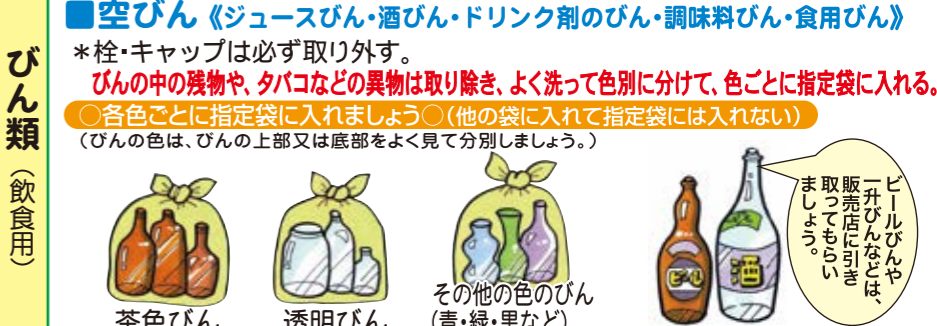 びん類（飲食用）
■空びん《ジュースびん・酒びん・ドリンク剤のびん・調味料びん・食用びん》
＊栓・キャップは必ず取り外す。
びんの中の残物や、タバコなどの異物は取り除き、よく洗って色別に分けて、色ごとに指定袋に入れる。
○各色ごとに指定袋に入れましょう○（他の袋に入れて指定袋には入れない）
（びんの色は、びんの上部又は底部をよく見て分別しましょう。）
茶色びん
透明びん
その他の色のびん
（青・緑・黒など）
ビール
酒
ビールびんや
一升びんなどは、
販売店に引き
取ってもらい
ましょう。